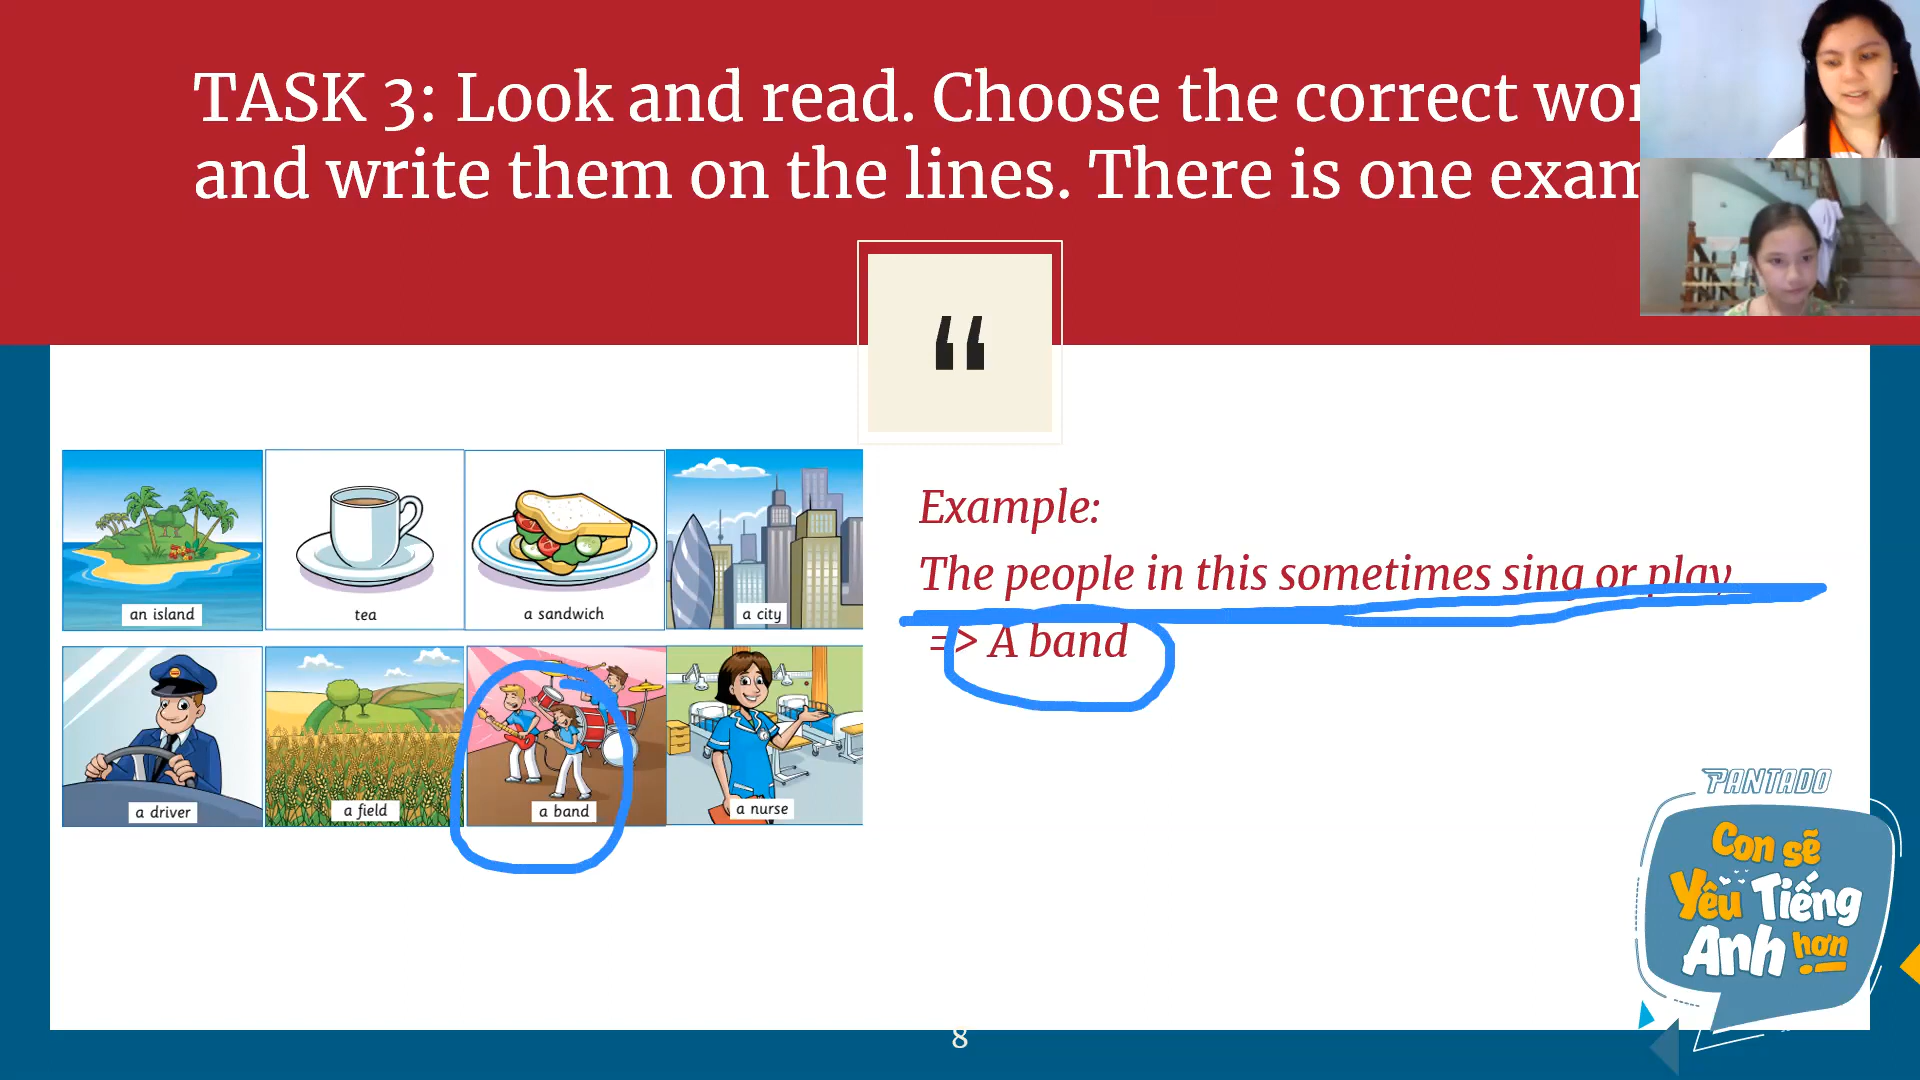 TASK 3: Look and read. Choose the correct wor
and write them on the lines. There is one exam
“
an island
tea
a sandwich
a city
a driver
a field
a band
a nurse
Example:
The people in this sometimes sing or play
=> A band
PANTADO
Con sẽ
Yêu Tiếng
Anh hơn
8